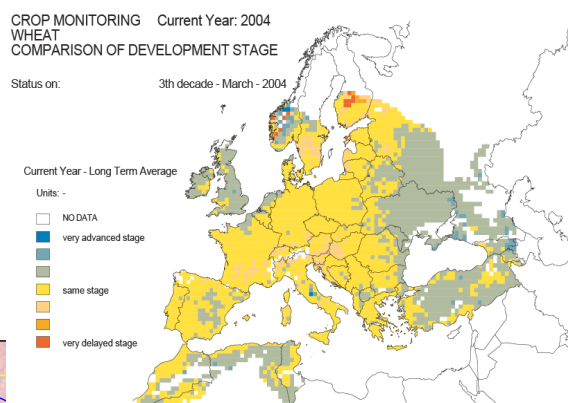 CROP MONITORING Current Year: 2004
WHEAT
COMPARISON OF DEVELOPMENT STAGE
Status on: 3th decade - March - 2004
Current Year - Long Term Average
Units: -
NO DATA
very advanced stage
same stage
very delayed stage